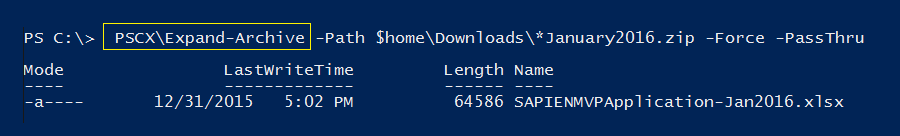 PS C:\> PSCX\Expand-Archive -Path $home\Downloads\*January2016.zip -Force -PassThru
Mode LastWriteTime Length Name
---- ------------- ------ ----
-a---- 12/31/2015 5:02 PM 64586 SAPIENMVPApplication-Jan2016.xlsx